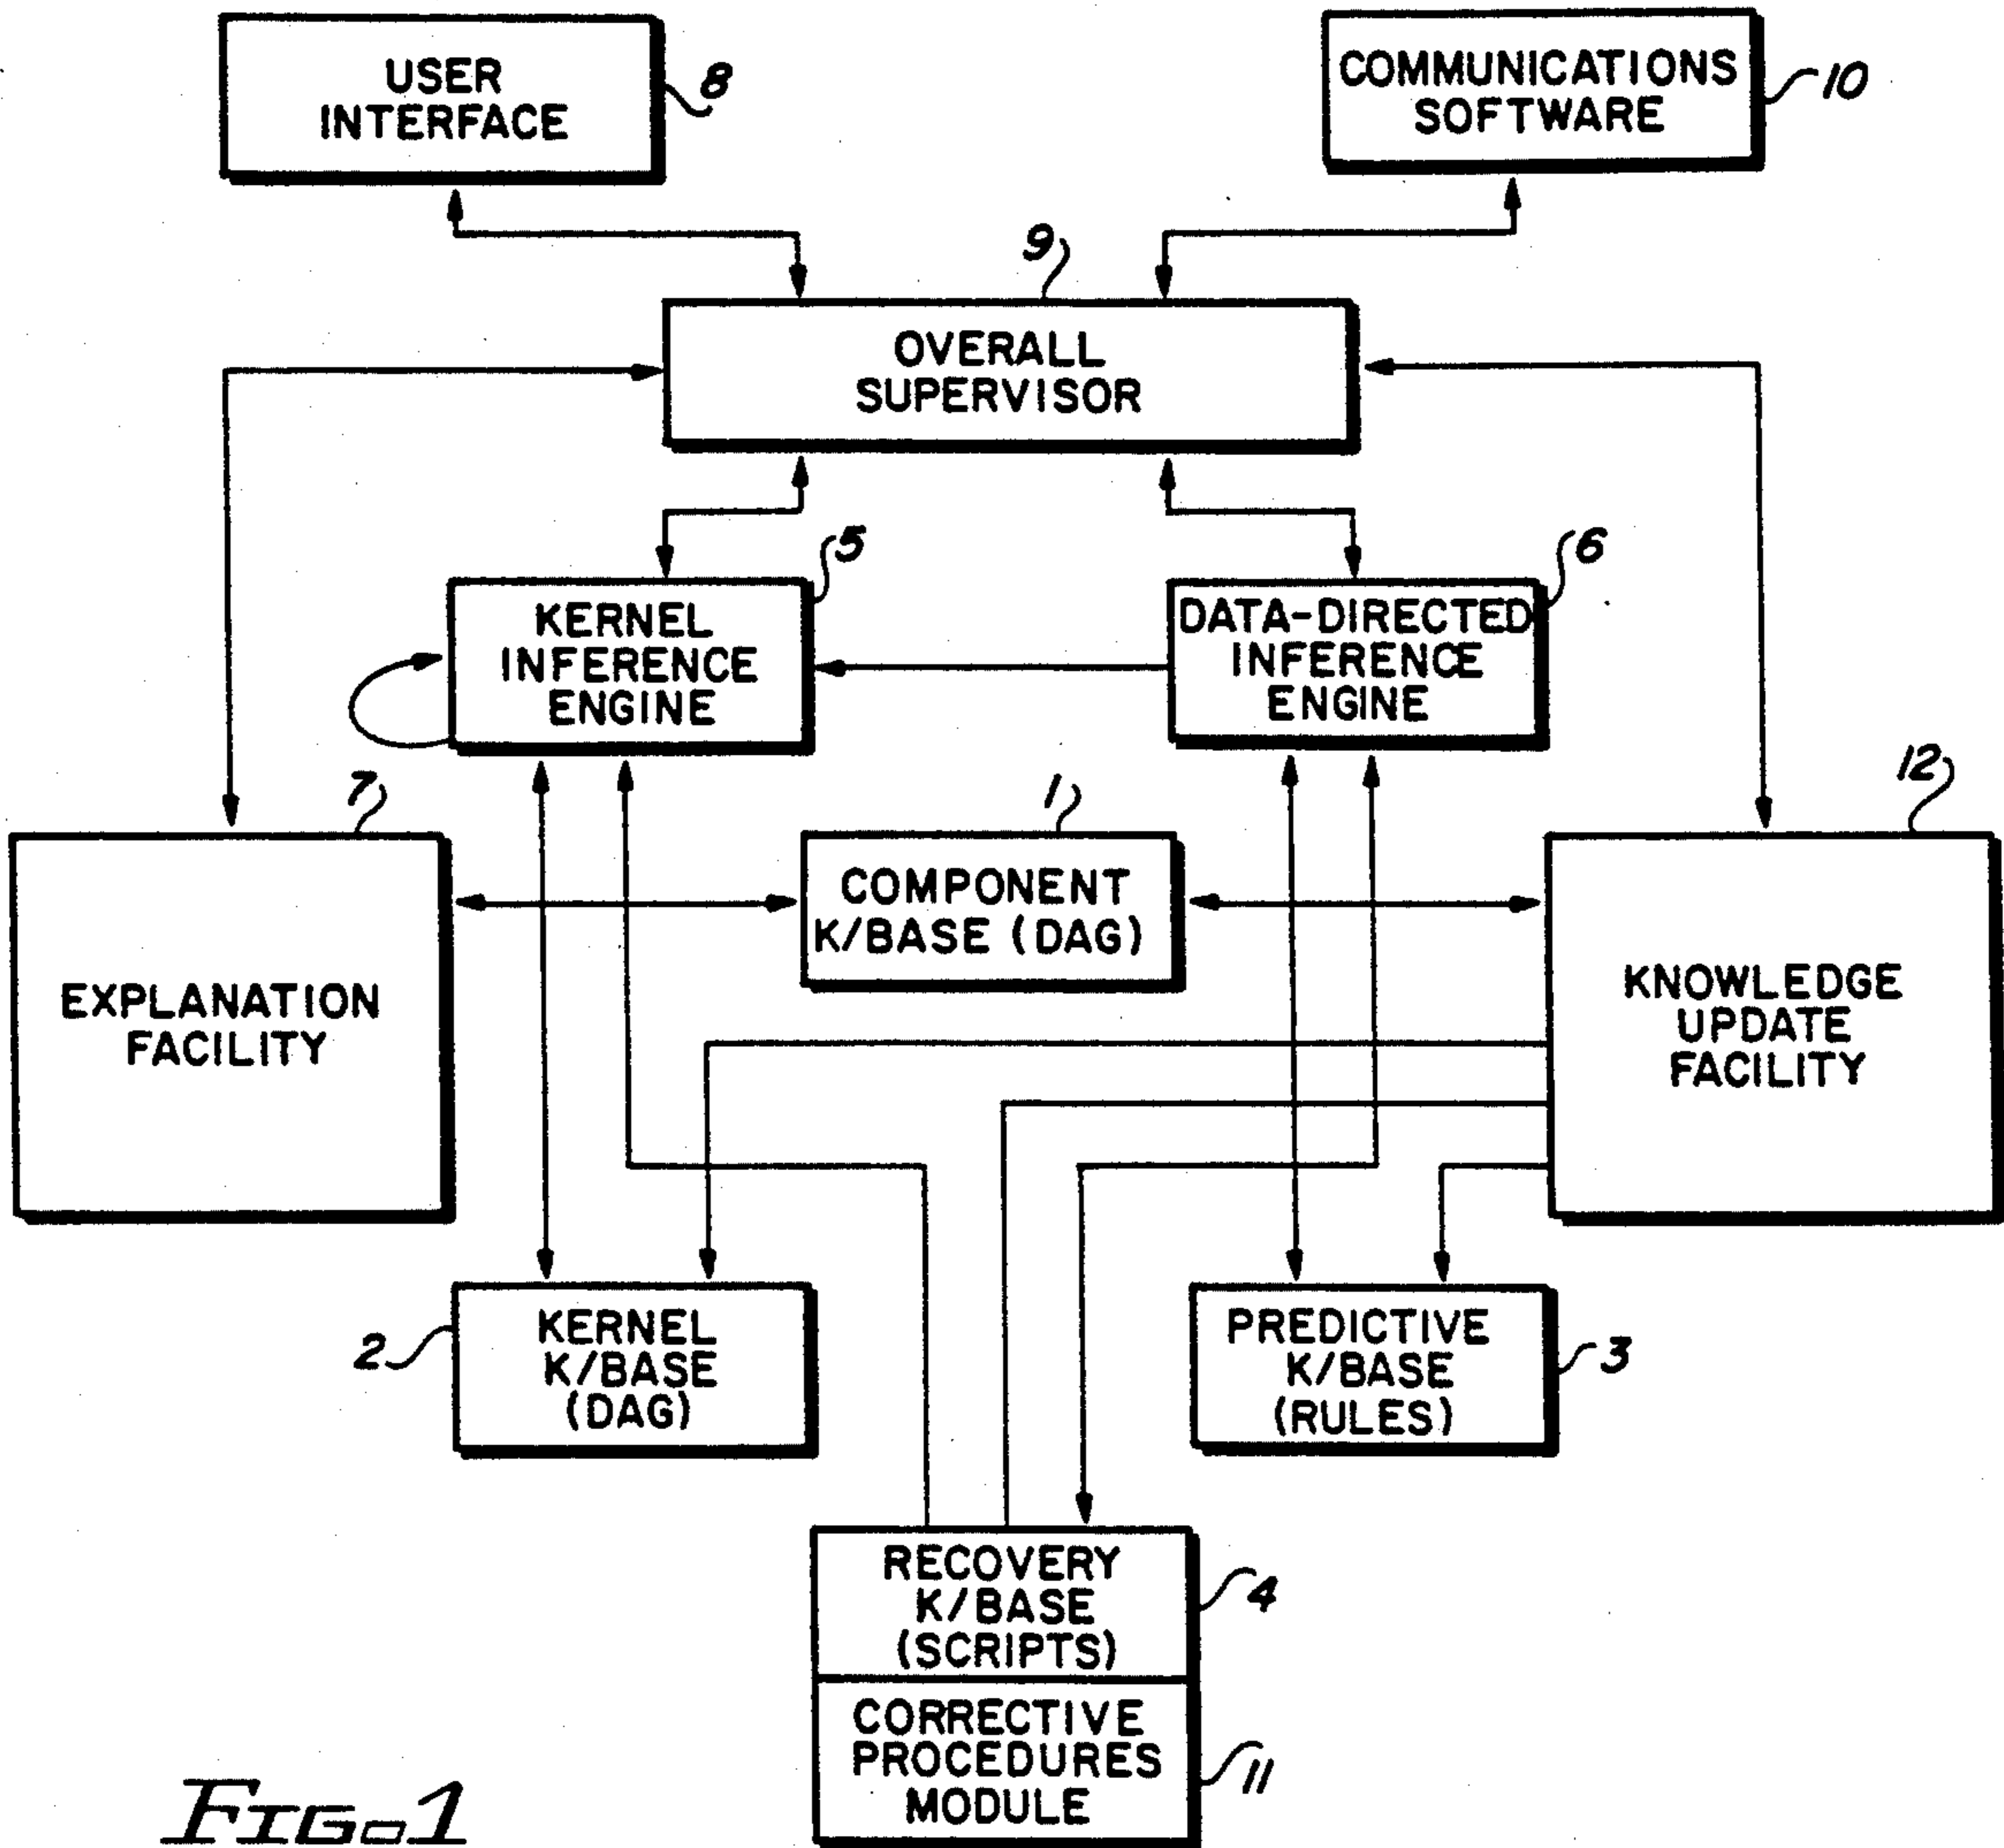 USER
INTERFACE
8
COMMUNICATIONS
SOFTWARE
10
9
OVERALL
SUPERVISOR
5
KERNEL
INFERENCE
ENGINE
6
DATA-DIRECTED
INFERENCE
ENGINE
7
EXPLANATION
FACILITY
1
COMPONENT
K/BASE (DAG)
12
KNOWLEDGE
UPDATE
FACILITY
2
KERNEL
K/BASE
(DAG)
PREDICTIVE
K/BASE
(RULES)
3
RECOVERY
K/BASE
(SCRIPTS)
4
CORRECTIVE
PROCEDURES
MODULE
11
FIG. 1